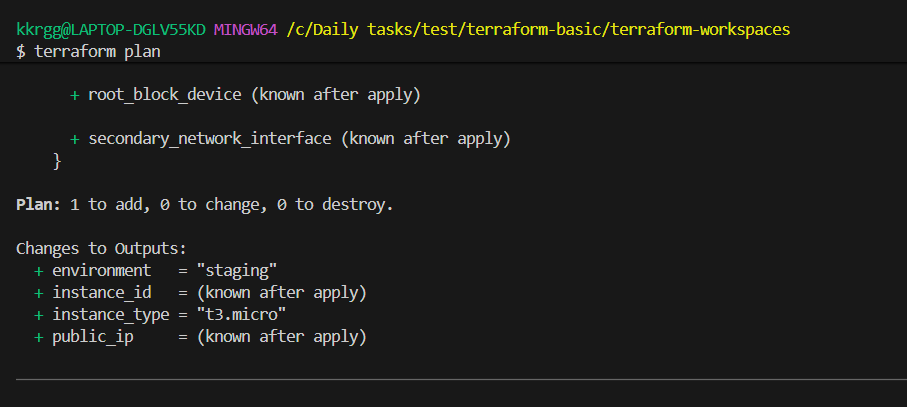 kkrgg@LAPTOP-DGLV55KD MINGW64 /c/Daily tasks/test/terraform-basic/terraform-workspaces
$ terraform plan
+ root_block_device (known after apply)
+ secondary_network_interface (known after apply)
}
Plan: 1 to add, 0 to change, 0 to destroy.
Changes to Outputs:
+ environment   = "staging"
+ instance_id   = (known after apply)
+ instance_type = "t3.micro"
+ public_ip     = (known after apply)